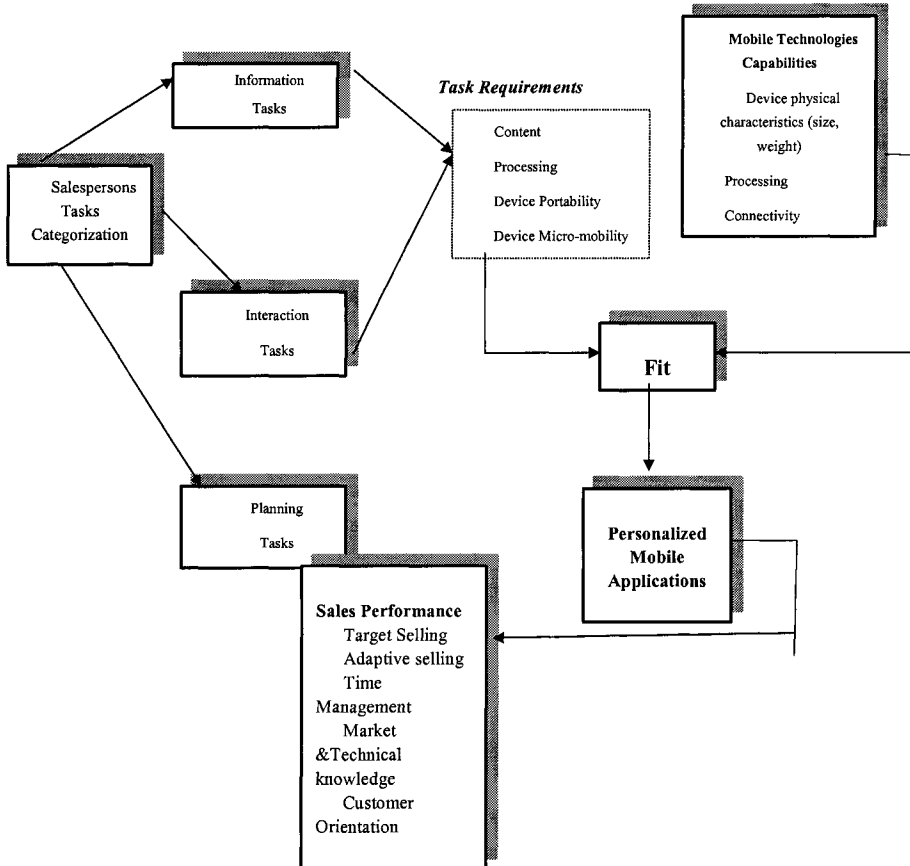 Information
Tasks
Task Requirements
Content
Processing
Device Portability
Device Micro-mobility
Mobile Technologies
Capabilities
Device physical
characteristics (size,
weight)
Processing
Connectivity
Salespersons
Tasks
Categorization
Interaction
Tasks
Fit
Planning
Tasks
Personalized
Mobile
Applications
Sales Performance
Target Selling
Adaptive selling
Time
Management
Market
&Technical
knowledge
Customer
Orientation